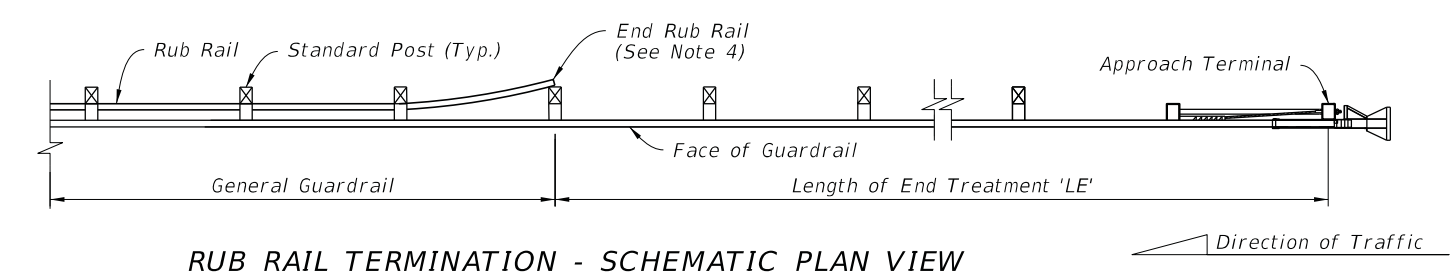 End Rub Rail
(See Note 4)
Rub Rail
Standard Post (Typ.)
Approach Terminal
Face of Guardrail
General Guardrail
Length of End Treatment 'LE'
Direction of Traffic
RUB RAIL TERMINATION - SCHEMATIC PLAN VIEW